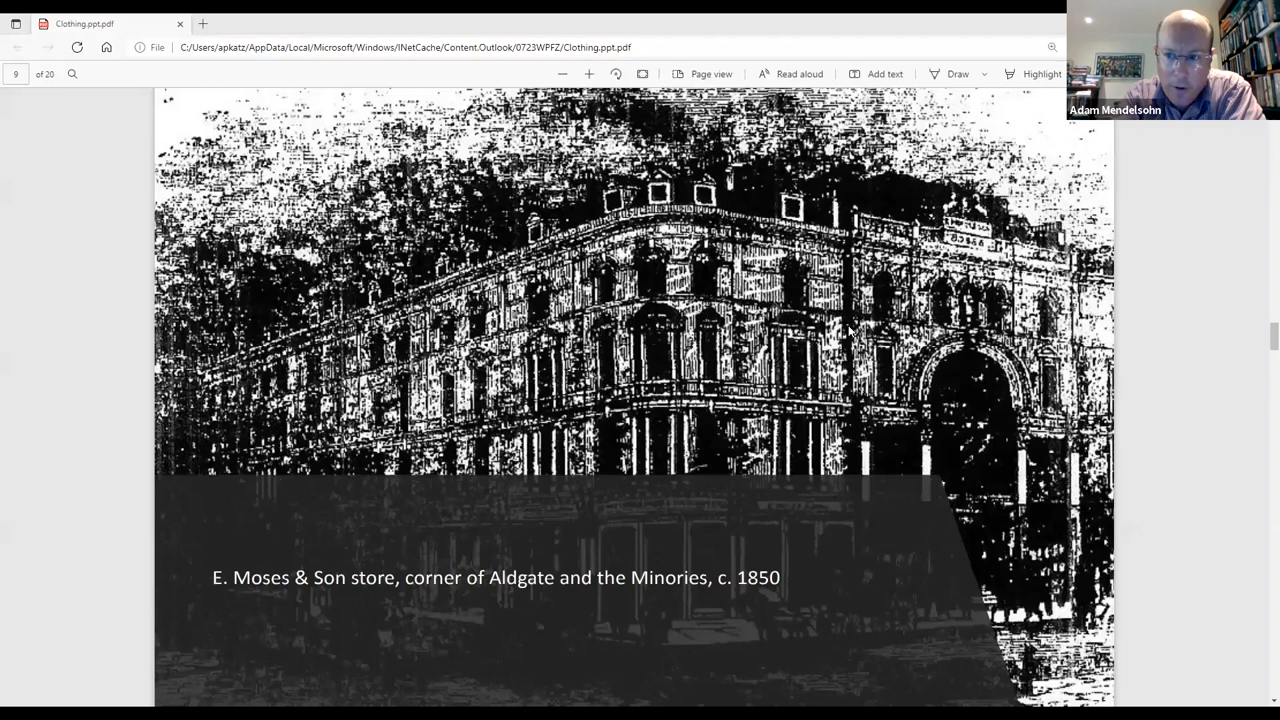 Clothing.ppt.pdf
File
C:/Users/apkatz/AppData/Local/Microsoft/Windows/INetCache/Content.Outlook/0723WPFZ/Clothing.ppt.pdf
9 of 20
Page view
Read aloud
Add text
Draw
Highlight
Adam Mendelsohn
E. Moses & Son store, corner of Aldgate and the Minories, c. 1850